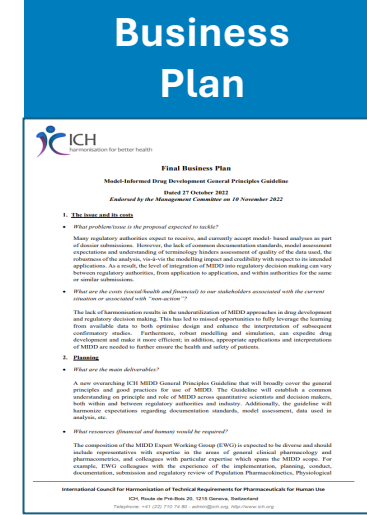 Business
Plan
ICH
harmonisation for better health
Final Business Plan
Model-Informed Drug Development General Principles Guideline
Dated 27 October 2022
Endorsed by the Management Committee on 10 November 2022
1. The issue and its costs
• What problem/issue is the proposal expected to tackle?
Many regulatory authorities expect to receive, and currently accept model- based analyses as part
of dossier submissions. However, the lack of common documentation standards, model assessment
expectations and understanding of terminology hinders assessment of quality of the data used, the
robustness of the analysis, vis-á-vis the modelling impact and credibility with respect to its intended
applications. As a result, the level of integration of MIDD into regulatory decision making can vary
between regulatory authorities, from application to application, and within authorities for the same
or similar submissions.
• What are the costs (social/health and financial) to our stakeholders associated with the current
situation or associated with "non-action"?
The lack of harmonisation results in the underutilization of MIDD approaches in drug development
and regulatory decision making. This has led to missed opportunities to fully leverage the learning
from available data to both optimise design and enhance the interpretation of subsequent
confirmatory studies. Furthermore, robust modelling and simulation, can expedite drug
development and make it more efficient; in addition, appropriate applications and interpretations
of MIDD are needed to further ensure the health and safety of patients.
2. Planning
• What are the main deliverables?
A new overarching ICH MIDD General Principles Guideline that will broadly cover the general
principles and good practices for use of MIDD. The Guideline will establish a common
understanding on principle and role of MIDD across quantitative scientists and decision makers,
both within and between regulatory authorities and industry. Additionally, the guideline will
harmonize expectations regarding documentation standards, model assessment, data used in
analysis, etc.
• What resources (financial and human) would be required?
The composition of the MIDD Expert Working Group (EWG) is expected to be diverse and should
include representatives with expertise in the areas of general clinical pharmacology and
pharmacometrics, and colleagues with particular expertise which spans the MIDD scope. For
example, EWG colleagues with the experience of the implementation, planning, conduct,
documentation, submission and regulatory review of Population Pharmacokinetics, Physiological
International Council for Harmonisation of Technical Requirements for Pharmaceuticals for Human Use
ICH, Route de Pré-Bois 20, 1215 Geneva, Switzerland
Telephone: +41 (22) 710 74 80 - admin@ich.org, http://www.ich.org